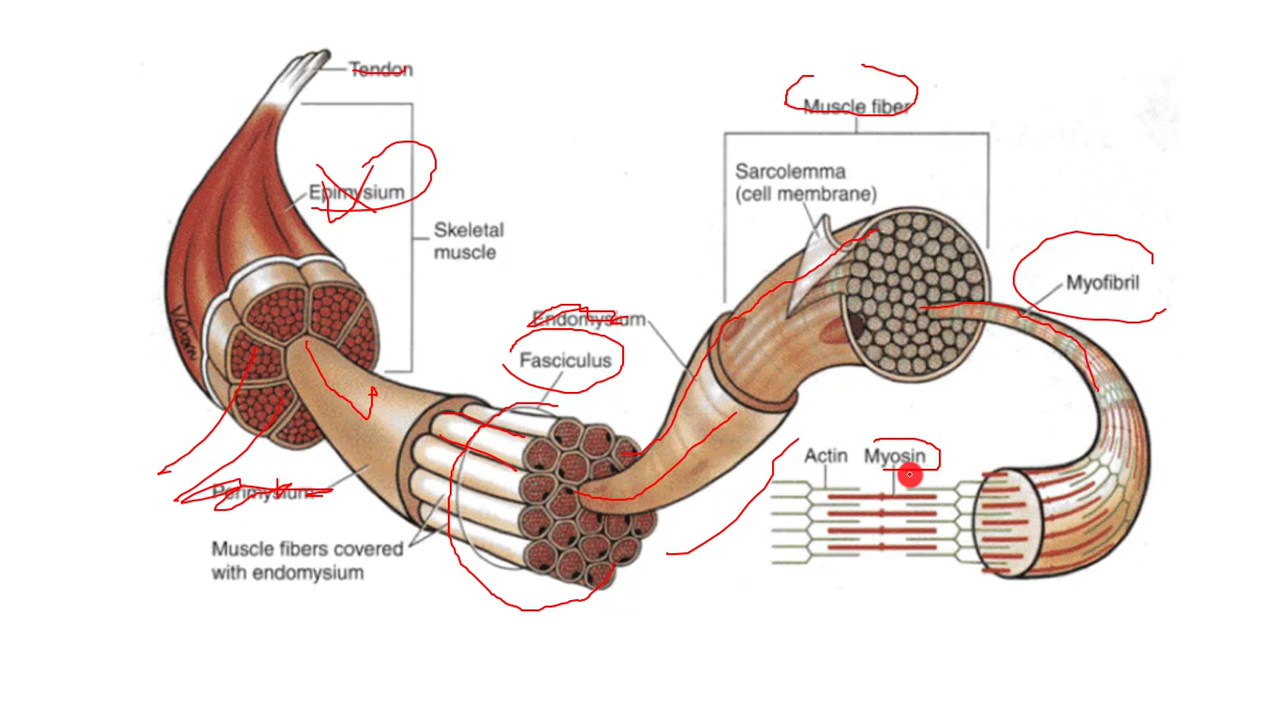 Tendon
Muscle fiber
Sarcolemma
(cell membrane)
Epimysium
Skeletal
muscle
Myofibril
Endomysium
Fasciculus
Actin
Myosin
Perimysium
Muscle fibers covered
with endomysium